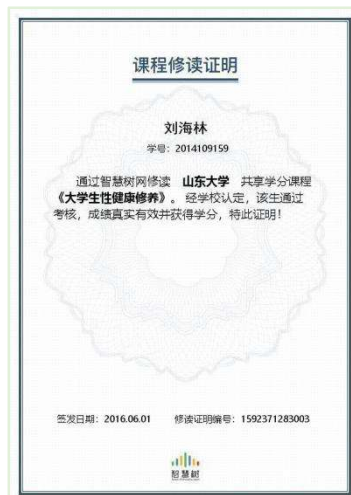 课程修读证明
刘海林
学号：2014109159
通过智慧树网修读 山东大学 共享学分课程
《大学生性健康修养》。经学校认定，该生通过
考核，成绩真实有效并获得学分，特此证明！
签发日期：2016.06.01 修读证明编号：1592371283003
智慧树